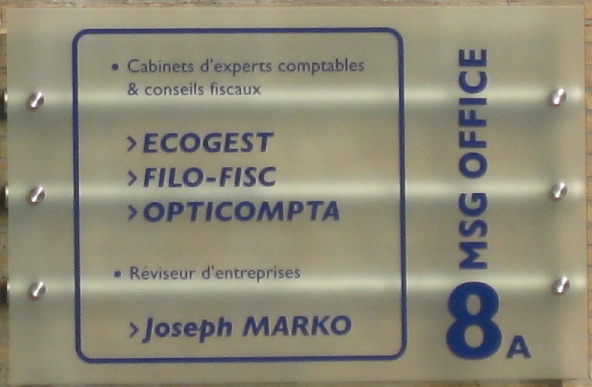 • Cabinets d'experts comptables
& conseils fiscaux
>ECOGEST
>FILO-FISC
>OPTICOMPTA
• Réviseur d'entreprises
>Joseph MARKO
MSG OFFICE
8A